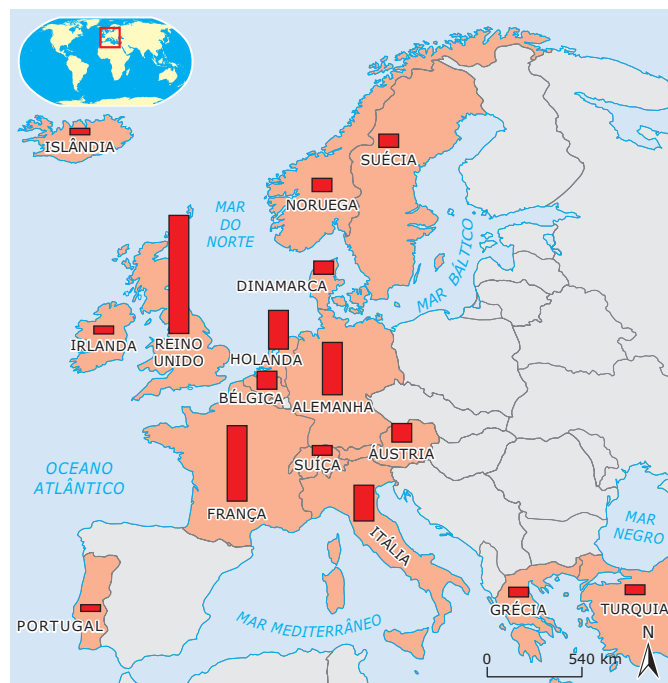 ISLÂNDIA
SUÉCIA
NORUEGA
MAR
DO
NORTE
MAR BÁLTICO
DINAMARCA
IRLANDA
REINO
UNIDO
HOLANDA
BÉLGICA
ALEMANHA
ÁUSTRIA
SUÍÇA
OCEANO
ATLÂNTICO
FRANÇA
ITÁLIA
MAR
NEGRO
PORTUGAL
MAR MEDITERRÂNEO
GRÉCIA
TURQUIA
N
0 540 km